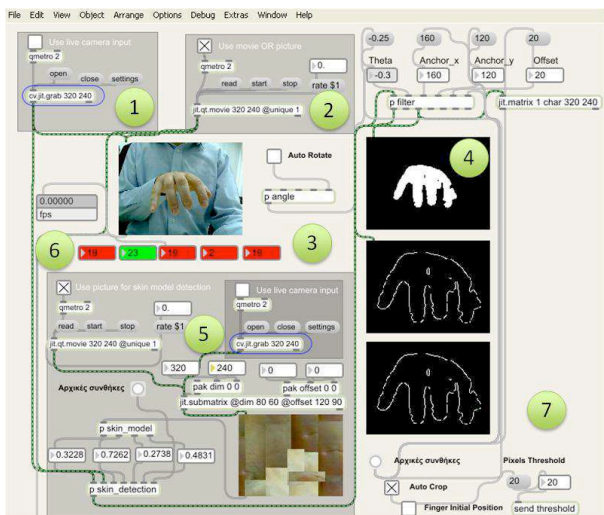 File Edit View Object Arrange Options Debug Extras Window Help
Use live camera input
qmetro 2
open close settings
cv.jit.grab 320 240
1
Use movie OR picture
qmetro 2
0.
read start stop
rate $1
jit.qt.movie 320 240 @unique 1
2
-0.25 160 120 20
Theta Anchor_x Anchor_y Offset
-0.3 160 120 20
p filter
jit.matrix 1 char 320 240
4
Auto Rotate
p angle
0.00000
fps
3
6
19 23 19 2 16
Use picture for skin model detection
qmetro 2
0.
read start stop
rate $1
jit.qt.movie 320 240 @unique 1
5
Use live camera input
qmetro 2
open close settings
cv.jit.grab 320 240
320 240 0 0
pak dim 0 0
pak offset 0 0
jit.submatrix @dim 80 60 @offset 120 90
Αρχικές συνθήκες
p skin_model
0.3228 0.7262 0.2738 0.4831
p skin_detection
7
Αρχικές συνθήκες
Pixels Threshold
Auto Crop
20 20
Finger Initial Position
send threshold